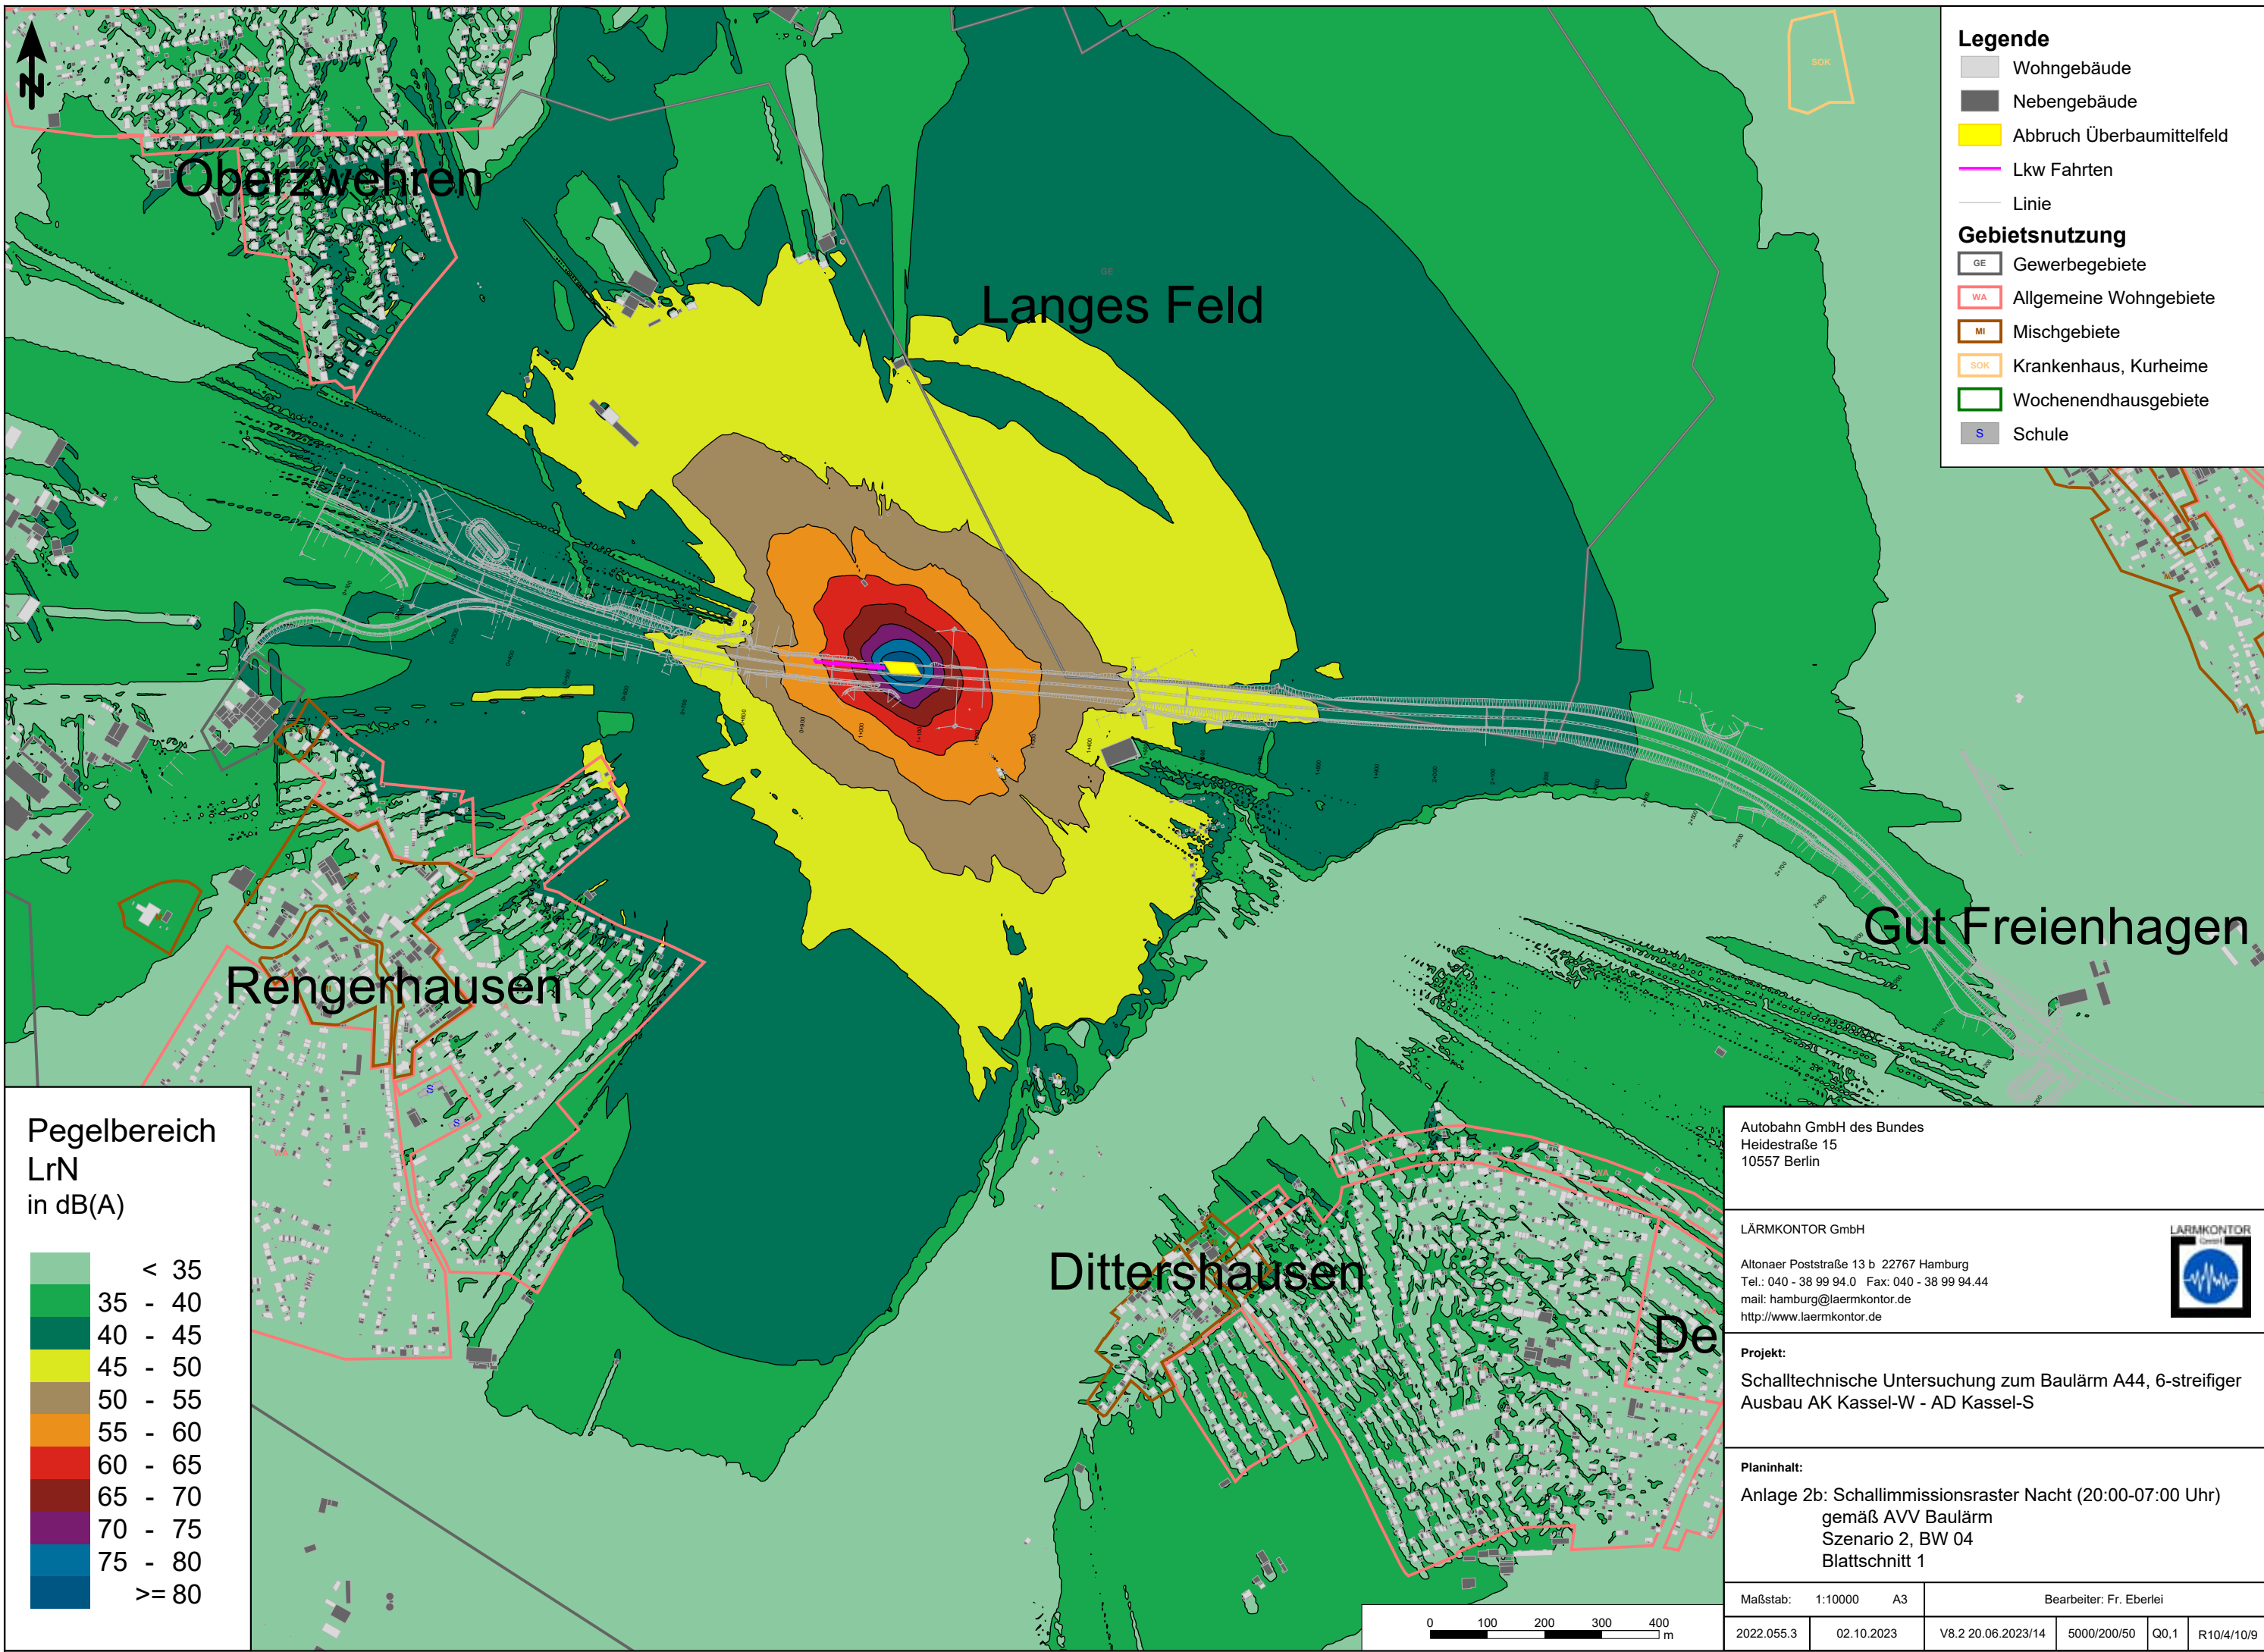 N
Oberzwehren
Langes Feld
GE
SOK
Legende
Wohngebäude
Nebengebäude
Abbruch Überbaumittelfeld
Lkw Fahrten
Linie
Gebietsnutzung
GE Gewerbegebiete
WA Allgemeine Wohngebiete
MI Mischgebiete
SOK Krankenhaus, Kurheime
Wochenendhausgebiete
S Schule
Gut Freienhagen
Rengerhausen
S
S
WA
Dittershausen
MI
WA
WA
De
Pegelbereich
LrN
in dB(A)
< 35
35 - 40
40 - 45
45 - 50
50 - 55
55 - 60
60 - 65
65 - 70
70 - 75
75 - 80
>= 80
0 100 200 300 400
m
Autobahn GmbH des Bundes
Heidestraße 15
10557 Berlin
LÄRMKONTOR GmbH
LÄRMKONTOR
GmbH
Altonaer Poststraße 13 b 22767 Hamburg
Tel.: 040 - 38 99 94.0 Fax: 040 - 38 99 94.44
mail: hamburg@laermkontor.de
http://www.laermkontor.de
Projekt:
Schalltechnische Untersuchung zum Baulärm A44, 6-streifiger
Ausbau AK Kassel-W - AD Kassel-S
Planinhalt:
Anlage 2b: Schallimmissionsraster Nacht (20:00-07:00 Uhr)
gemäß AVV Baulärm
Szenario 2, BW 04
Blattschnitt 1
Maßstab: 1:10000 A3
Bearbeiter: Fr. Eberlei
2022.055.3 02.10.2023 V8.2 20.06.2023/14 5000/200/50 Q0,1 R10/4/10/9